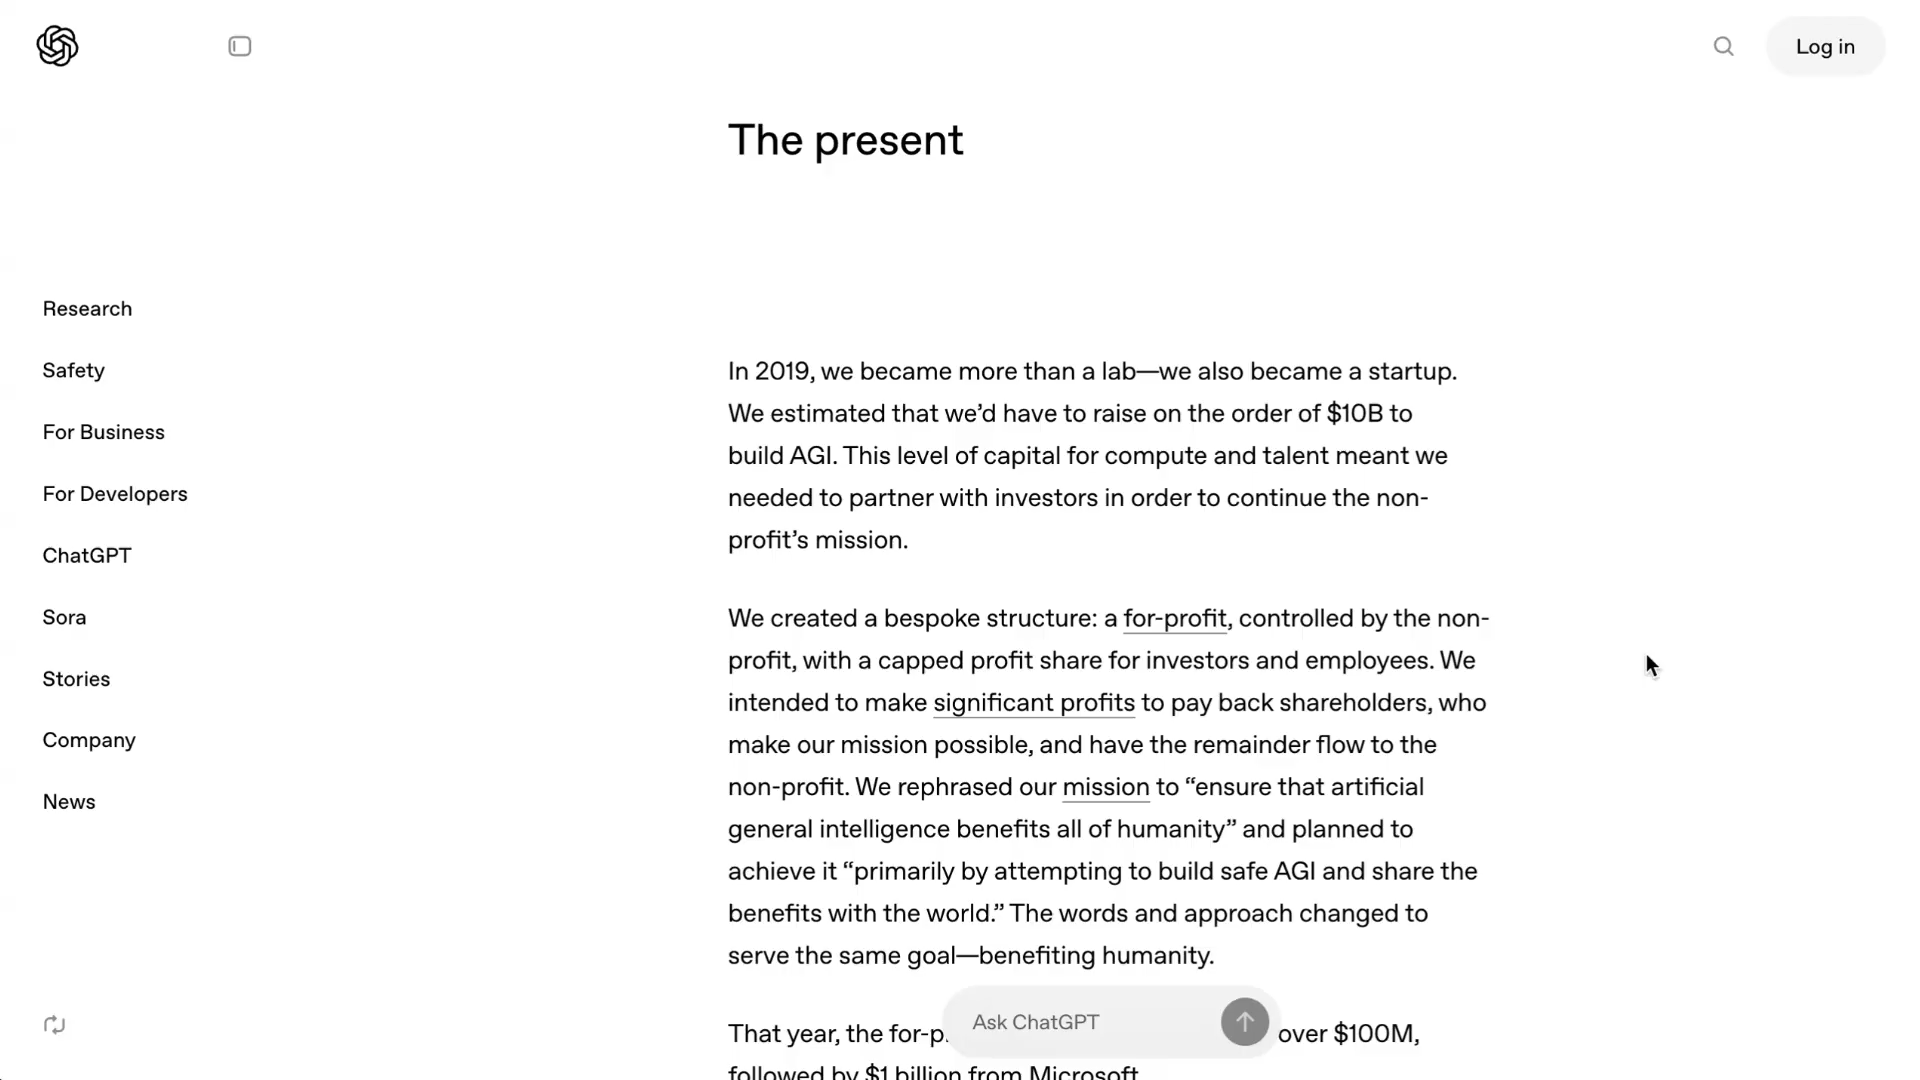 Log in
The present
Research
Safety
For Business
For Developers
ChatGPT
Sora
Stories
Company
News
In 2019, we became more than a lab—we also became a startup.
We estimated that we’d have to raise on the order of $10B to
build AGI. This level of capital for compute and talent meant we
needed to partner with investors in order to continue the non-
profit’s mission.
We created a bespoke structure: a for-profit, controlled by the non-
profit, with a capped profit share for investors and employees. We
intended to make significant profits to pay back shareholders, who
make our mission possible, and have the remainder flow to the
non-profit. We rephrased our mission to “ensure that artificial
general intelligence benefits all of humanity” and planned to
achieve it “primarily by attempting to build safe AGI and share the
benefits with the world.” The words and approach changed to
serve the same goal—benefiting humanity.
That year, the for-p over $100M,
Ask ChatGPT
followed by $1 billion from Microsoft.